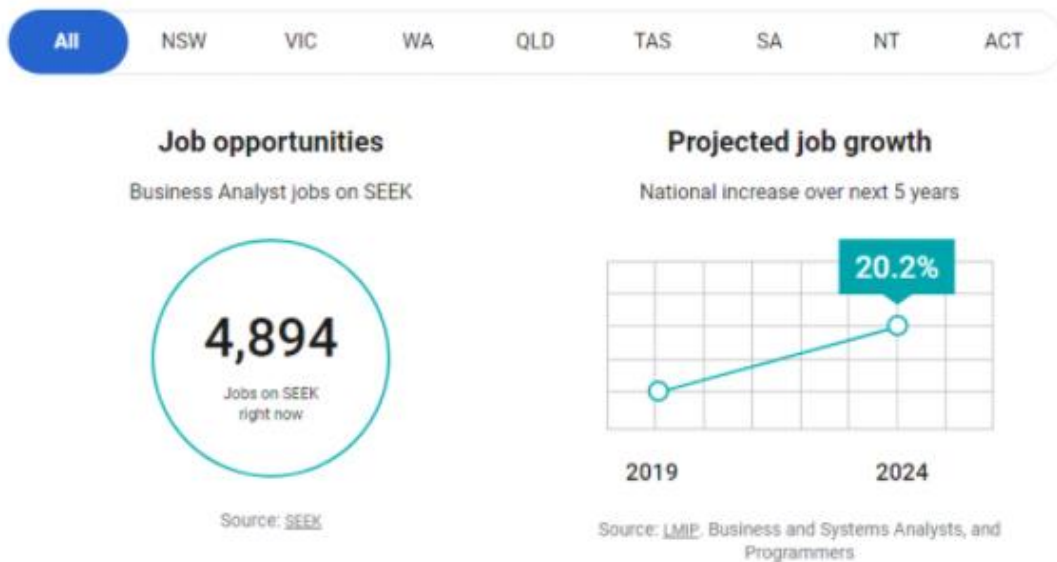 All NSW VIC WA QLD TAS SA NT ACT
Job opportunities
Business Analyst jobs on SEEK
4,894
Jobs on SEEK
right now
Source: SEEK
Projected job growth
National increase over next 5 years
20.2%
2019 2024
Source: LMIP. Business and Systems Analysts, and
Programmers